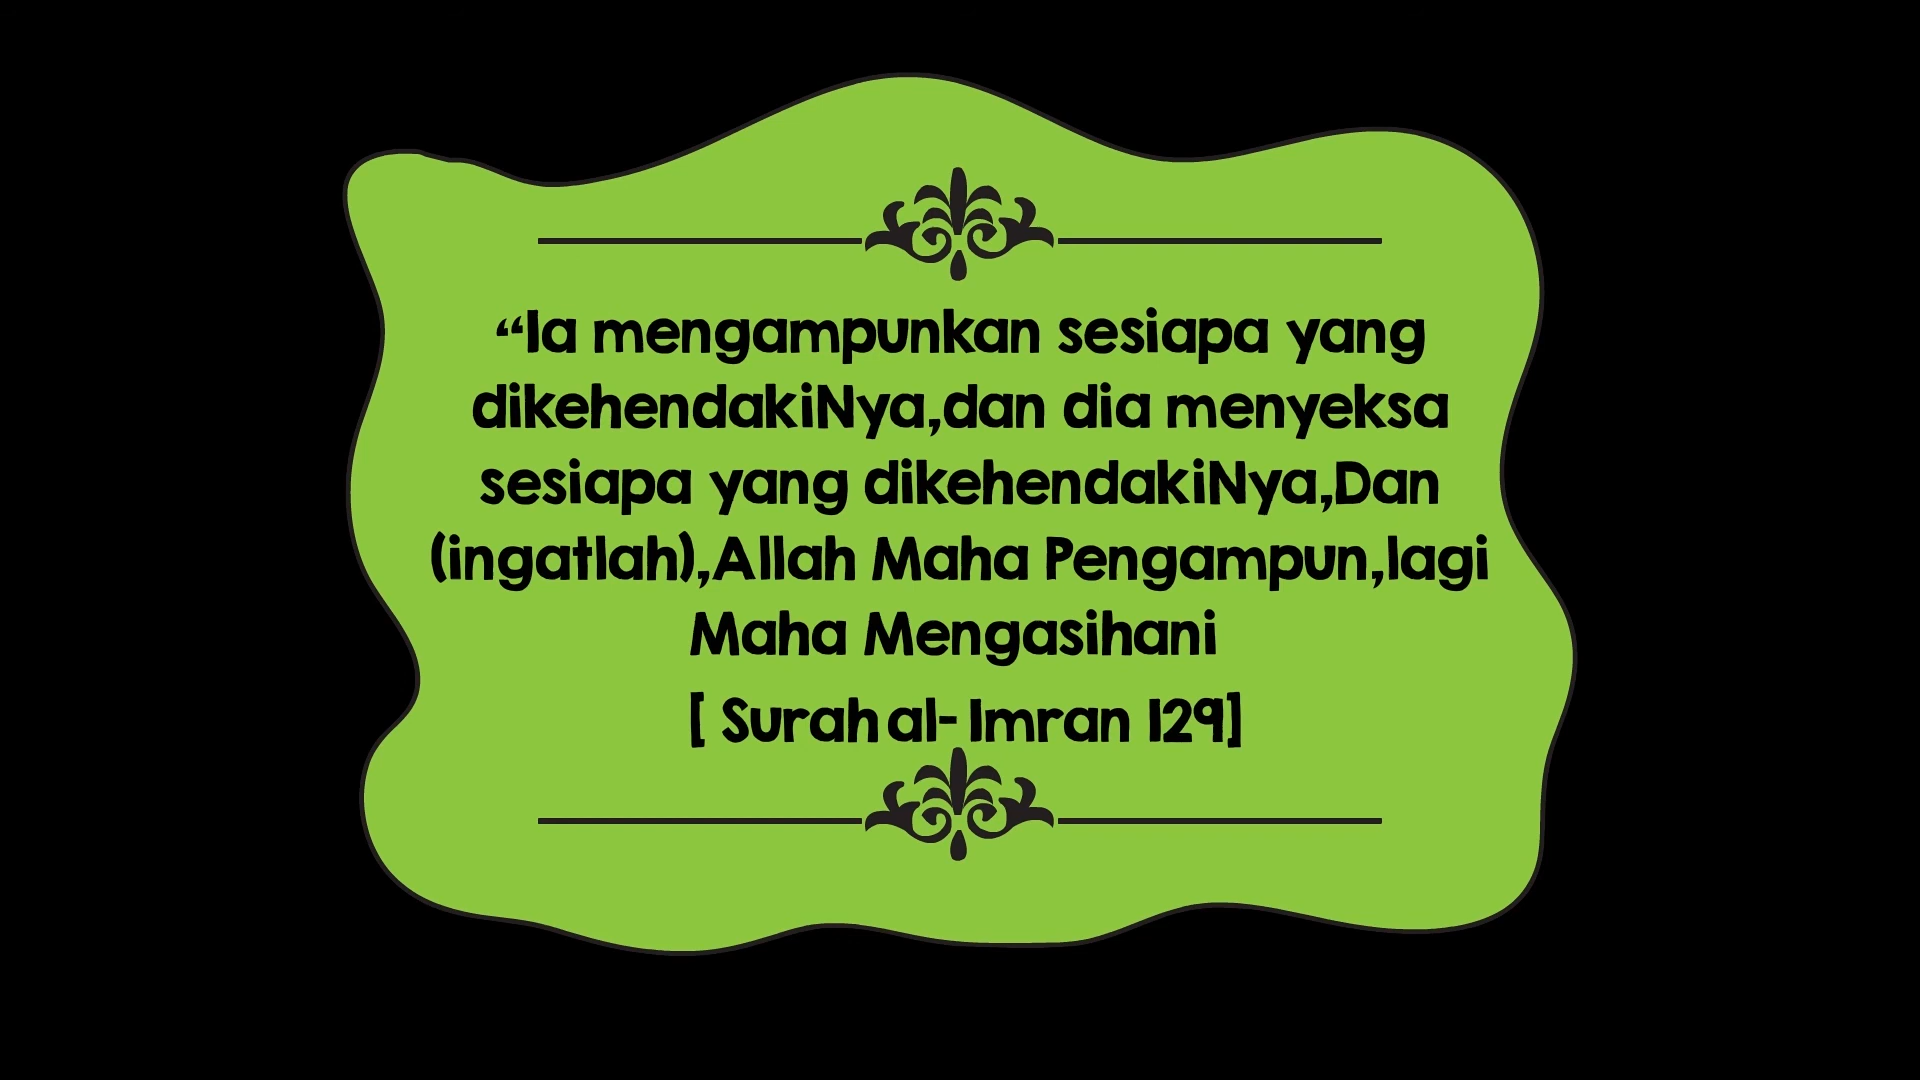 “Ia mengampunkan sesiapa yang
dikehendakiNya,dan dia menyeksa
sesiapa yang dikehendakiNya,Dan
(ingatlah),Allah Maha Pengampun,lagi
Maha Mengasihani
[ Surah al- Imran 129]